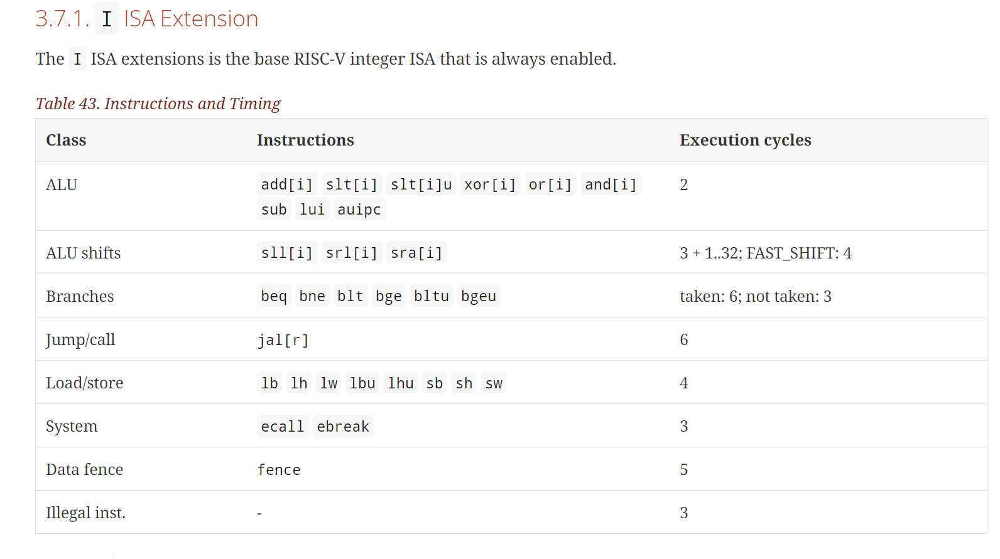 3.7.1. I ISA Extension
The I ISA extensions is the base RISC-V integer ISA that is always enabled.
Table 43. Instructions and Timing
Class Instructions Execution cycles
ALU add[i] slt[i] slt[i]u xor[i] or[i] and[i] 2
sub lui auipc
ALU shifts sll[i] srl[i] sra[i] 3 + 1..32; FAST_SHIFT: 4
Branches beq bne blt bge bltu bgeu taken: 6; not taken: 3
Jump/call jal[r] 6
Load/store lb lh lw lbu lhu sb sh sw 4
System ecall ebreak 3
Data fence fence 5
Illegal inst. - 3